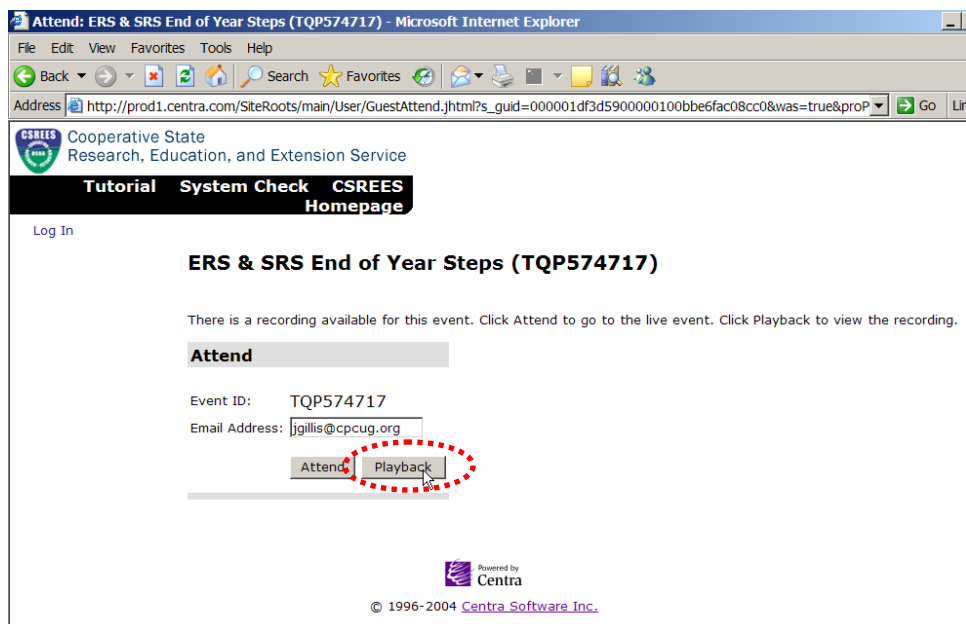 Attend: ERS & SRS End of Year Steps (TQP574717) - Microsoft Internet Explorer
File Edit View Favorites Tools Help
Back Search Favorites
Address http://prod1.centra.com/SiteRoots/main/User/GuestAttend.jhtml?s_guid=000001df3d5900000100bbe6fac08cc0&was=true&proP Go Lin
CSREES Cooperative State
Research, Education, and Extension Service
Tutorial System Check CSREES
Homepage
Log In
ERS & SRS End of Year Steps (TQP574717)
There is a recording available for this event. Click Attend to go to the live event. Click Playback to view the recording.
Attend
Event ID: TQP574717
Email Address: jgillis@cpcug.org
Attend Playback
Powered by
Centra
© 1996-2004 Centra Software Inc.